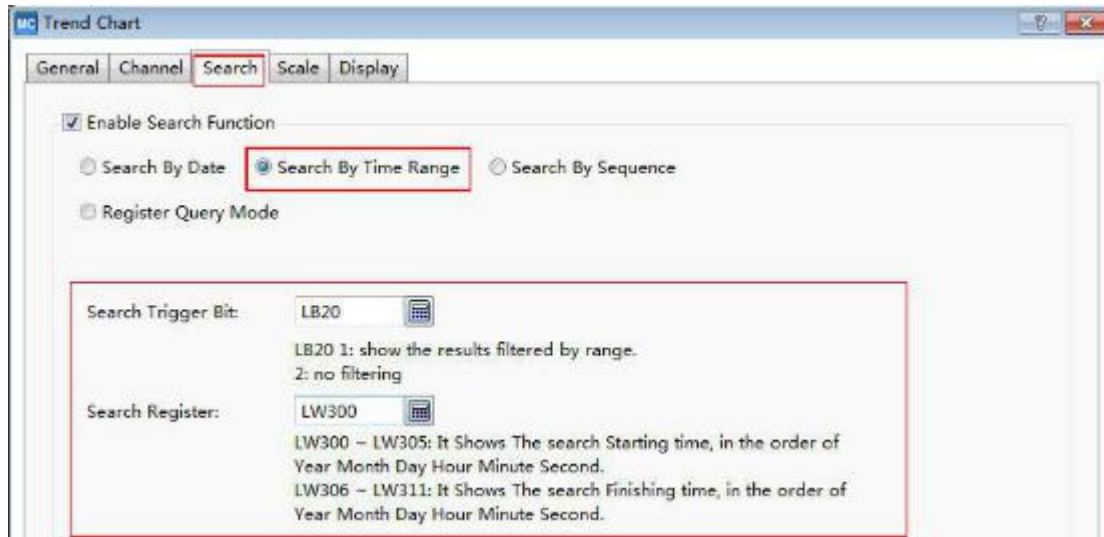 MC Trend Chart
General Channel Search Scale Display
Enable Search Function
Search By Date Search By Time Range Search By Sequence
Register Query Mode
Search Trigger Bit: LB20
LB20 1: show the results filtered by range.
2: no filtering
Search Register: LW300
LW300 ~ LW305: It Shows The search Starting time, in the order of
Year Month Day Hour Minute Second.
LW306 ~ LW311: It Shows The search Finishing time, in the order of
Year Month Day Hour Minute Second.